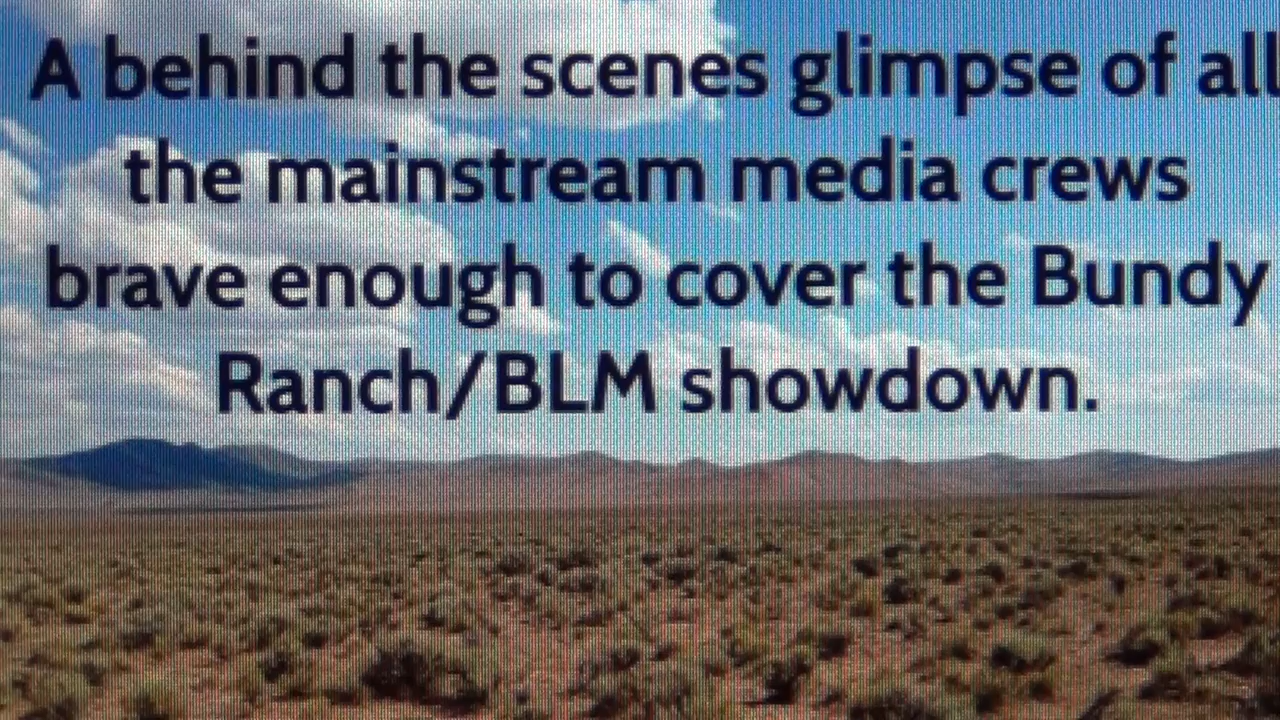 A behind the scenes glimpse of all
the mainstream media crews
brave enough to cover the Bundy
Ranch/BLM showdown.